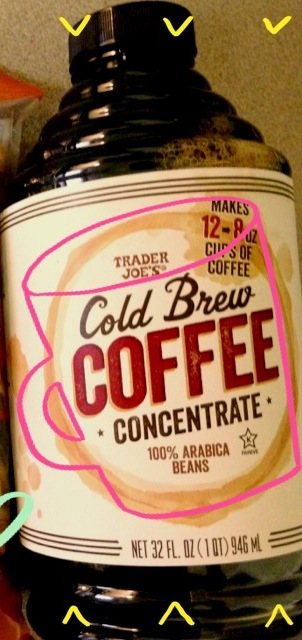 MAKES
12-8 OZ
CUPS OF
COFFEE
TRADER
JOE'S®
Cold Brew
COFFEE
* CONCENTRATE *
100% ARABICA
BEANS
K
PAREVE
NET 32 FL. OZ (1 QT) 946 ML